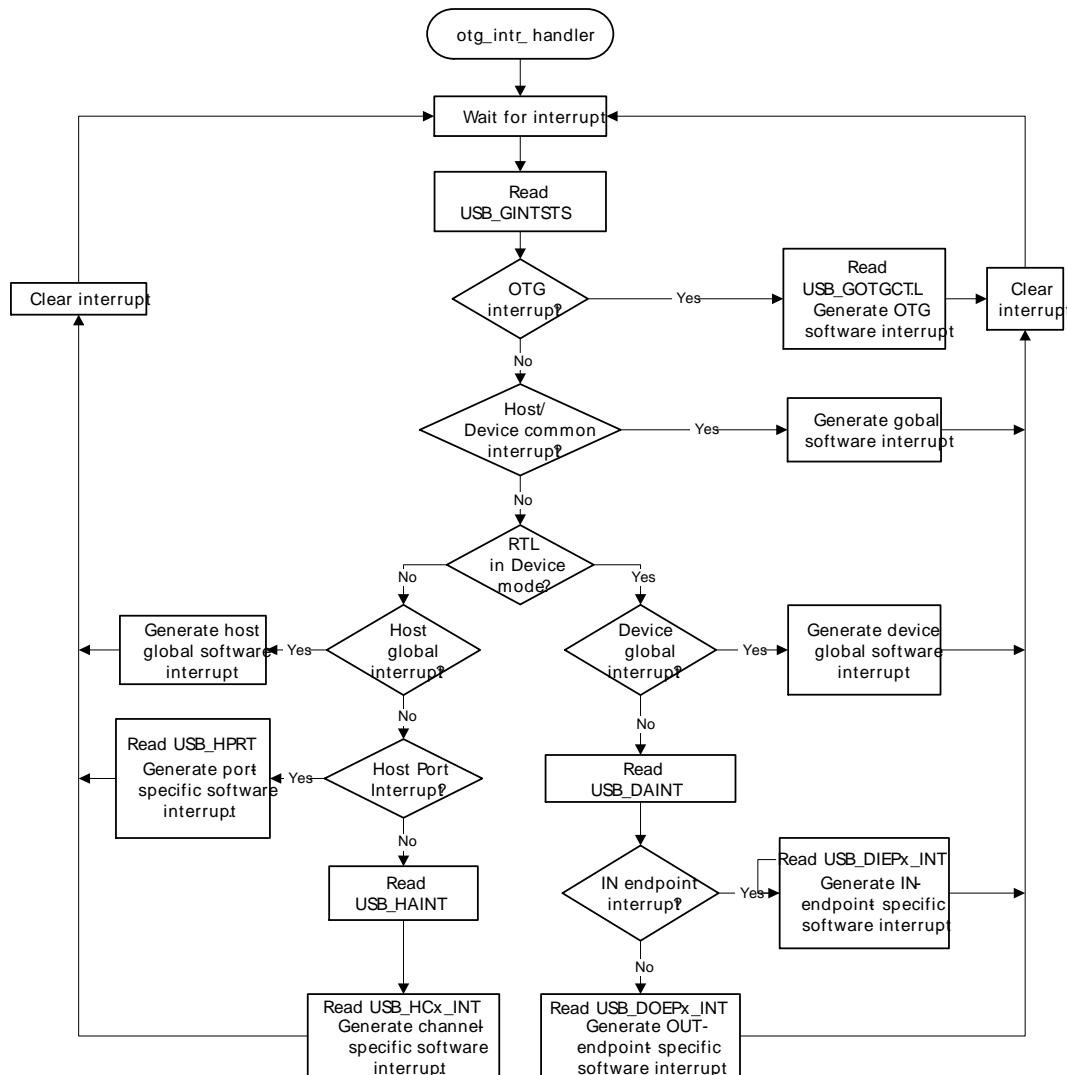 otg_intr_ handler
Wait for interrupt
Read
USB_GINTSTS
OTG
interrupt?
Yes
Read
USB_GOTGCTL
Generate OTG
software interrupt
Clear
interrupt
Clear interrupt
No
Host/
Device common
interrupt?
Yes
Generate gobal
software interrupt
No
RTL
in Device
mode?
No
Yes
Generate host
global software
interrupt
Yes
Host
global
interrupt?
Device
global
interrupt?
Yes
Generate device
global software
interrupt
No
No
Read USB_HPRT
Generate port-
specific software
interrupt.
Yes
Host Port
Interrupt?
Read
USB_DAINT
No
Read
USB_HAINT
IN endpoint
interrupt?
Yes
Read USB_DIEPx_INT
Generate IN-
endpoint- specific
software interrupt
No
Read USB_HCx_INT
Generate channel-
specific software
interrupt.
Read USB_DOEPx_INT
Generate OUT-
endpoint- specific
software interrupt